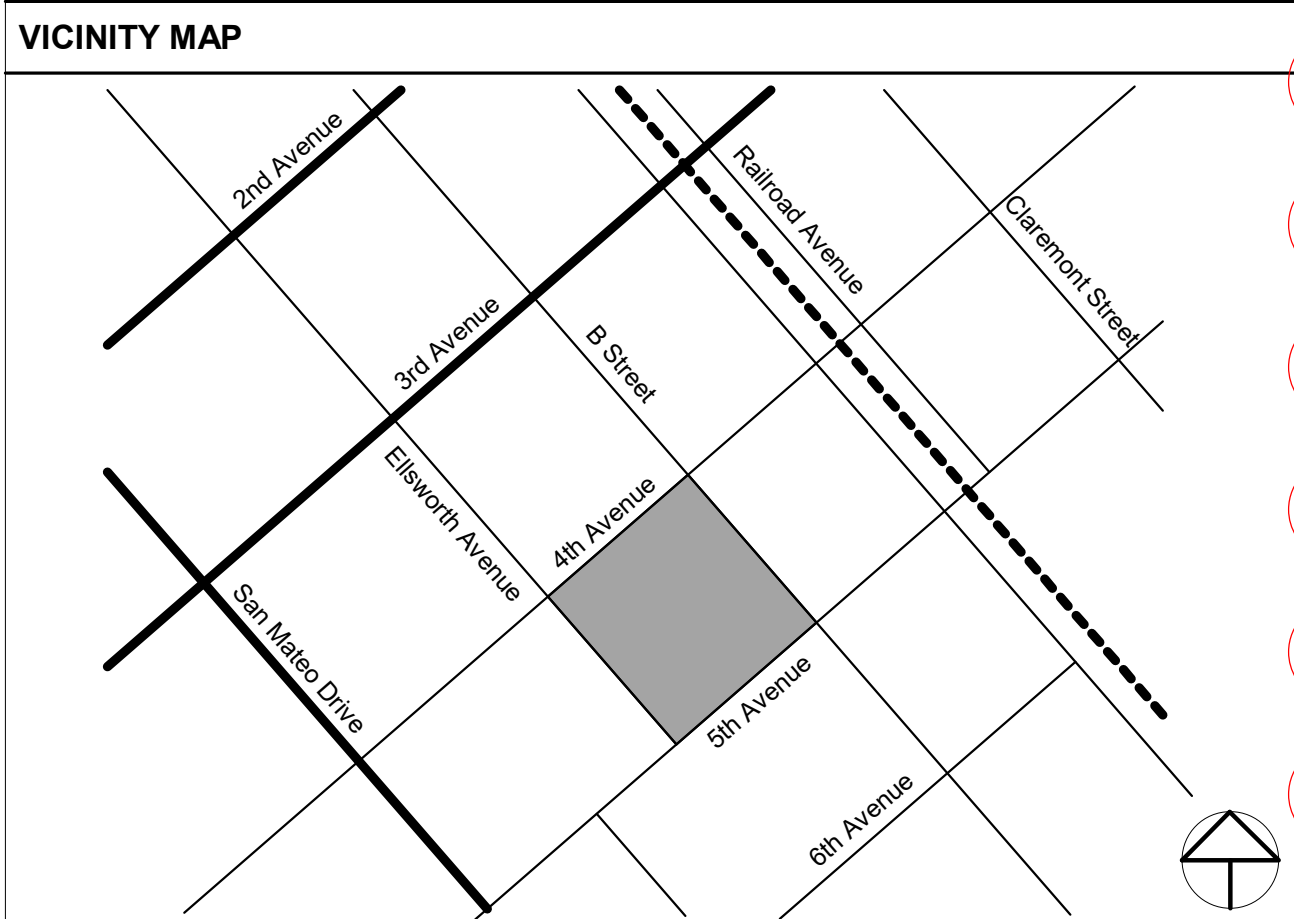 VICINITY MAP
2nd Avenue
Railroad Avenue
Claremont Street
3rd Avenue
B Street
Ellsworth Avenue
4th Avenue
San Mateo Drive
5th Avenue
6th Avenue